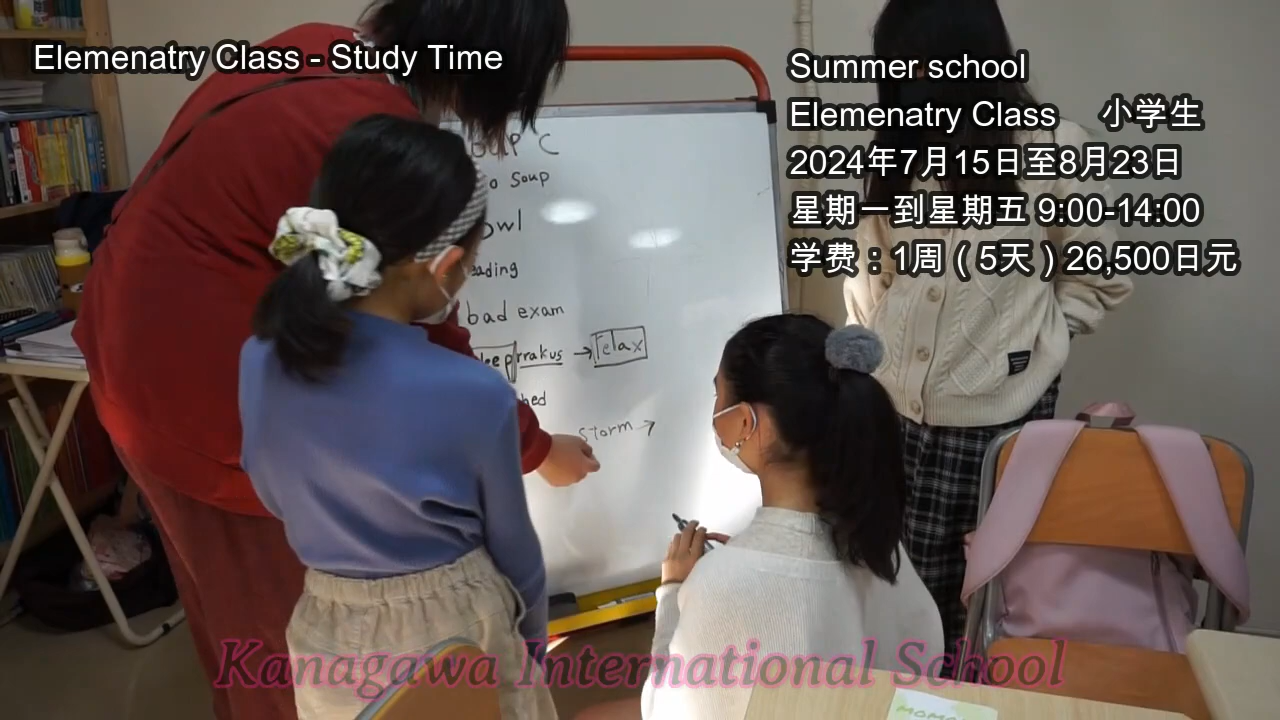 Elemenatry Class - Study Time
Summer school
Elemenatry Class 小学生
2024年7月15日至8月23日
星期一到星期五 9:00-14:00
学费：1周（5天）26,500日元
C
Soup
bad exam
→ relax
storm →
Kanagawa International School